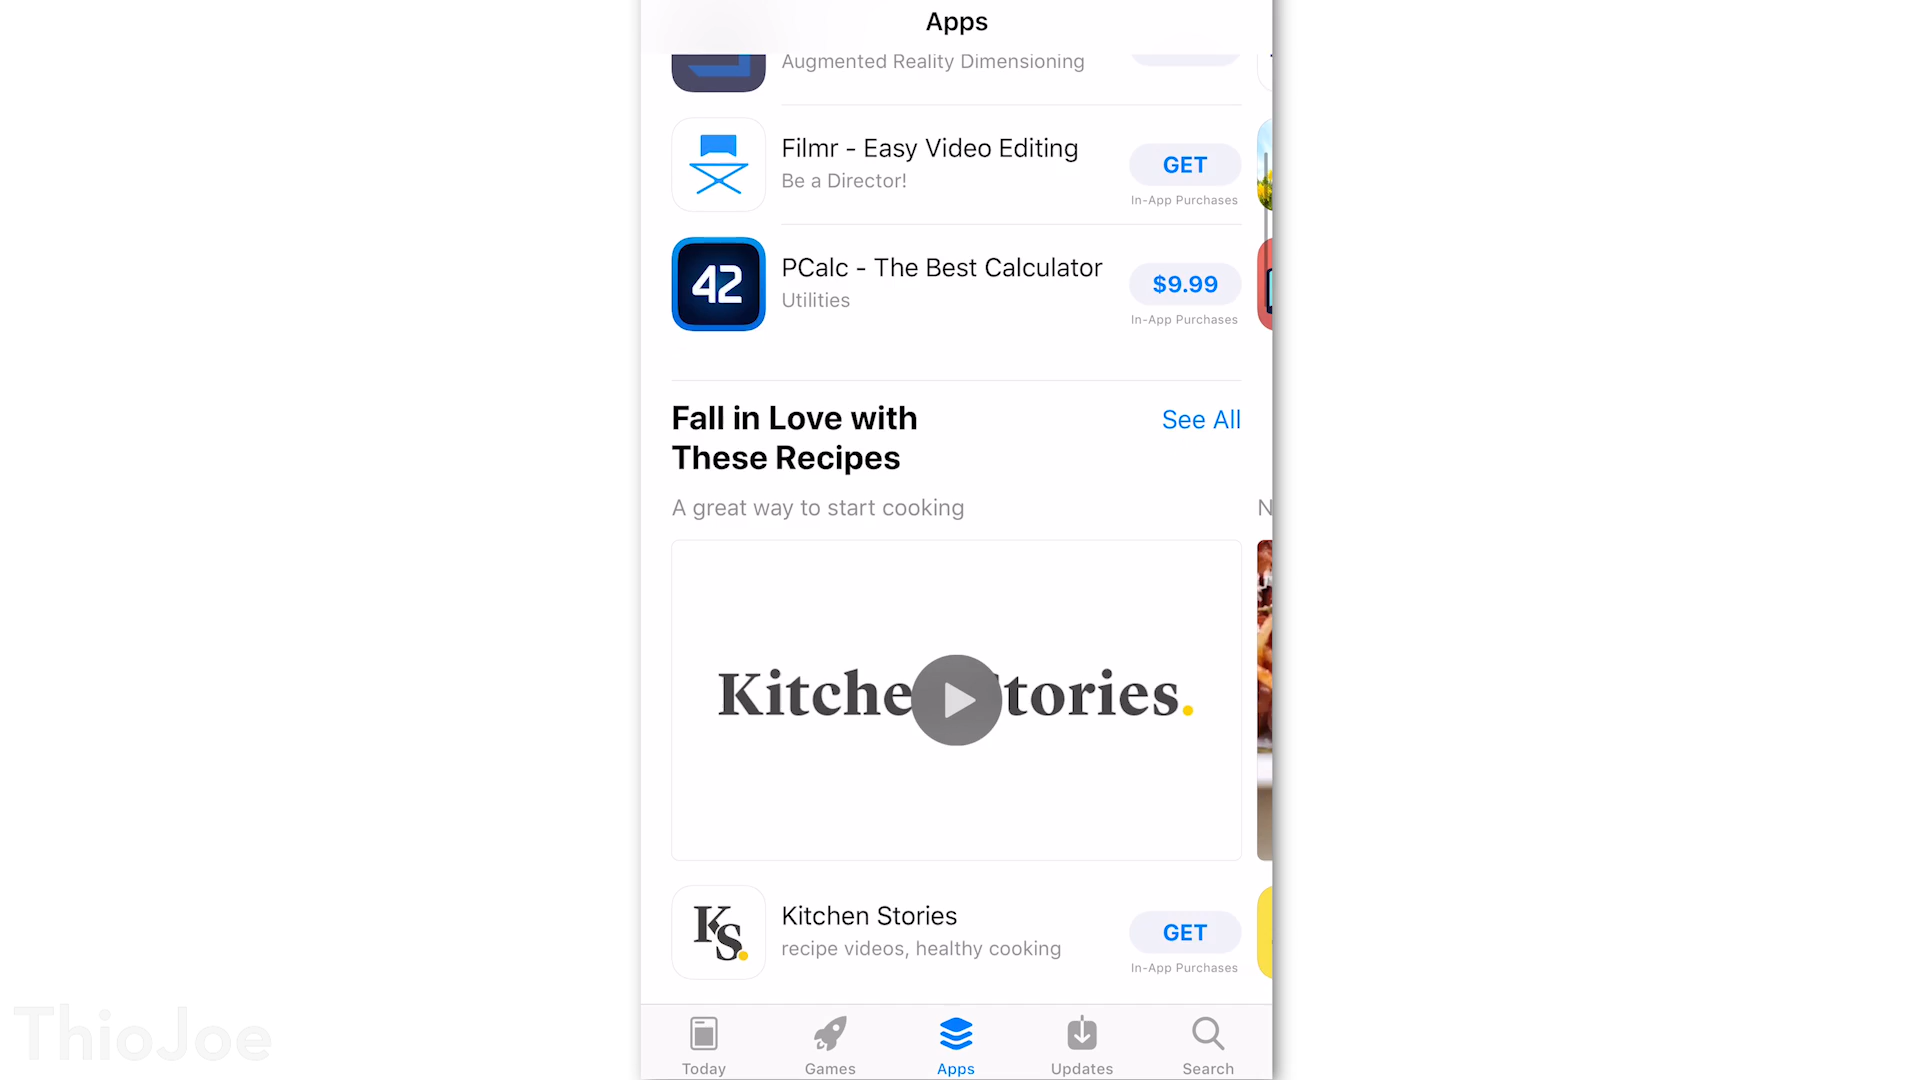 Apps
Augmented Reality Dimensioning
Filmr - Easy Video Editing
Be a Director!
GET
In-App Purchases
42
PCalc - The Best Calculator
Utilities
$9.99
In-App Purchases
Fall in Love with
These Recipes
See All
A great way to start cooking
N
Kitche tories.
KS.
Kitchen Stories
recipe videos, healthy cooking
GET
In-App Purchases
Today
Games
Apps
Updates
Search
ThioJoe